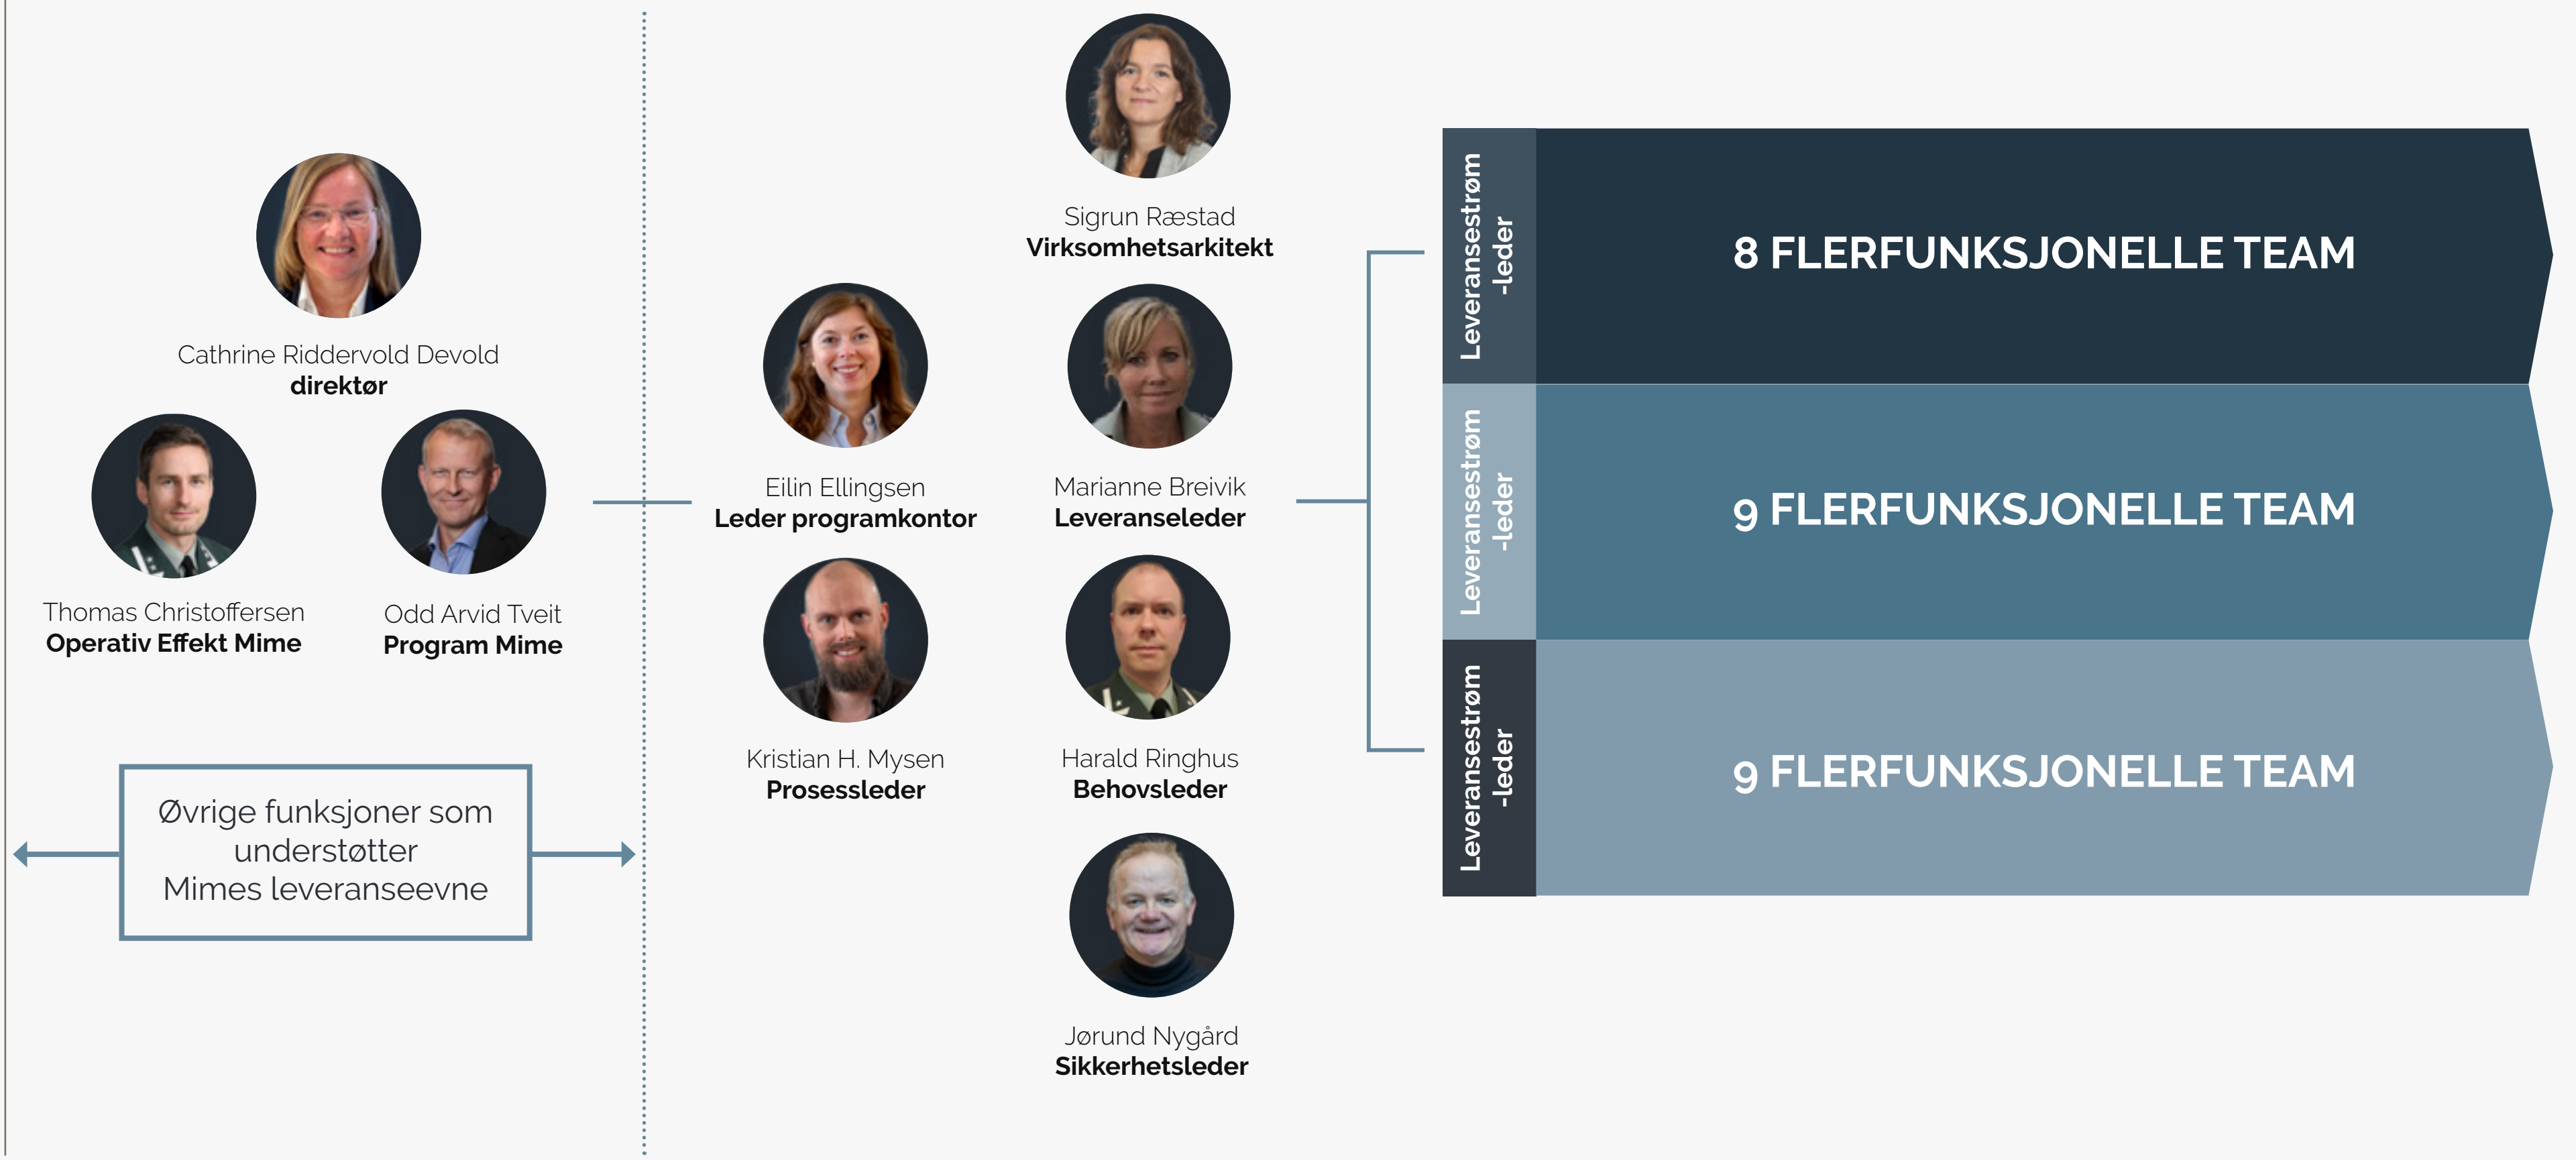 Cathrine Riddervold Devold
direktør
Thomas Christoffersen
Operativ Effekt Mime
Odd Arvid Tveit
Program Mime
Øvrige funksjoner som
understøtter
Mimes leveranseevne
Sigrun Ræstad
Virksomhetsarkitekt
Eilin Ellingsen
Leder programkontor
Marianne Breivik
Leveranseleder
Kristian H. Mysen
Prosessleder
Harald Ringhus
Behovsleder
Jørund Nygård
Sikkerhetsleder
Leveransestrøm
-leder
8 FLERFUNKSJONELLE TEAM
Leveransestrøm
-leder
9 FLERFUNKSJONELLE TEAM
Leveransestrøm
-leder
9 FLERFUNKSJONELLE TEAM